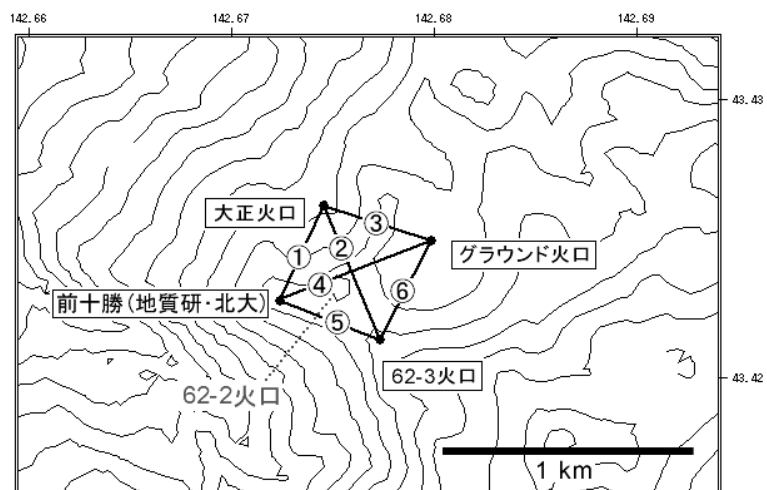 142.66 142.67 142.68 142.69
43.43
大正火口
③
① ②
グラウンド火口
④
⑥
前十勝(地質研・北大)
⑤
62-3火口
43.42
62-2火口
1 km